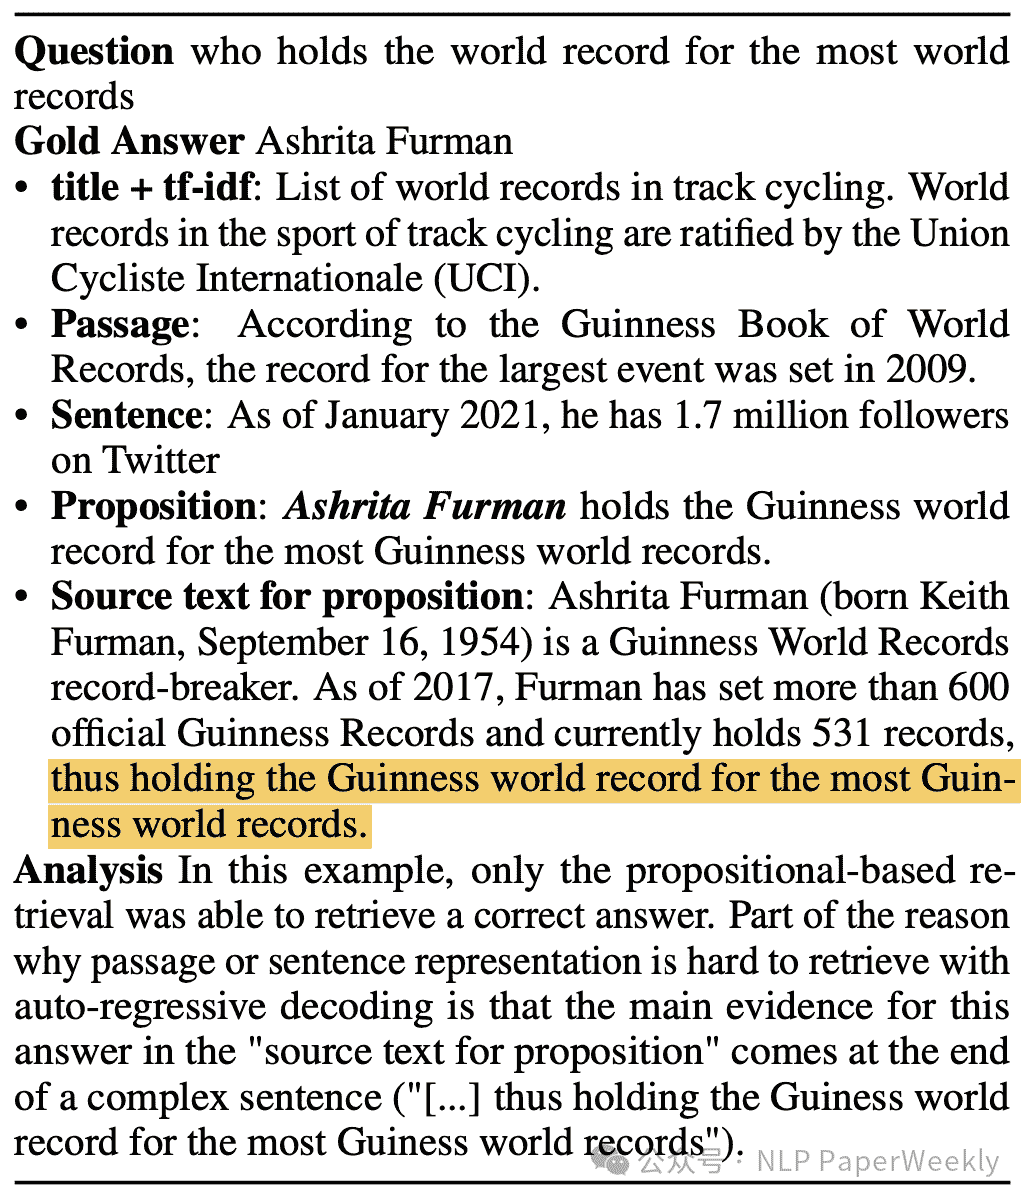 Question who holds the world record for the most world
records
Gold Answer Ashrita Furman
• title + tf-idf: List of world records in track cycling. World
records in the sport of track cycling are ratified by the Union
Cycliste Internationale (UCI).
• Passage: According to the Guinness Book of World
Records, the record for the largest event was set in 2009.
• Sentence: As of January 2021, he has 1.7 million followers
on Twitter
• Proposition: Ashrita Furman holds the Guinness world
record for the most Guinness world records.
• Source text for proposition: Ashrita Furman (born Keith
Furman, September 16, 1954) is a Guinness World Records
record-breaker. As of 2017, Furman has set more than 600
official Guinness Records and currently holds 531 records,
thus holding the Guinness world record for the most Guin-
ness world records.
Analysis In this example, only the propositional-based re-
trieval was able to retrieve a correct answer. Part of the reason
why passage or sentence representation is hard to retrieve with
auto-regressive decoding is that the main evidence for this
answer in the "source text for proposition" comes at the end
of a complex sentence ("[...] thus holding the Guiness world
record for the most Guiness world records").
公众号 · NLP PaperWeekly